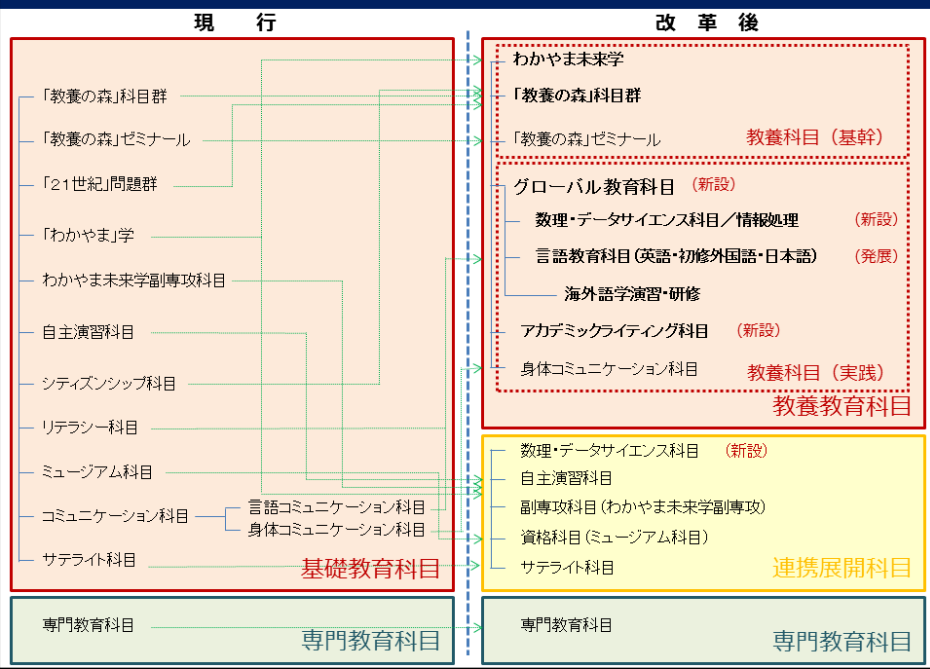 現 行
「教養の森」科目群
「教養の森」ゼミナール
「21世紀」問題群
「わかやま」学
わかやま未来学副専攻科目
自主演習科目
シティズンシップ科目
リテラシー科目
ミュージアム科目
コミュニケーション科目
言語コミュニケーション科目
身体コミュニケーション科目
サテライト科目
基礎教育科目
専門教育科目
専門教育科目
改 革 後
わかやま未来学
「教養の森」科目群
「教養の森」ゼミナール
教養科目（基幹）
グローバル教育科目 （新設）
数理・データサイエンス科目／情報処理 （新設）
言語教育科目（英語・初修外国語・日本語） （発展）
海外語学演習・研修
アカデミックライティング科目 （新設）
身体コミュニケーション科目
教養科目（実践）
教養教育科目
数理・データサイエンス科目 （新設）
自主演習科目
副専攻科目（わかやま未来学副専攻）
資格科目（ミュージアム科目）
サテライト科目
連携展開科目
専門教育科目
専門教育科目